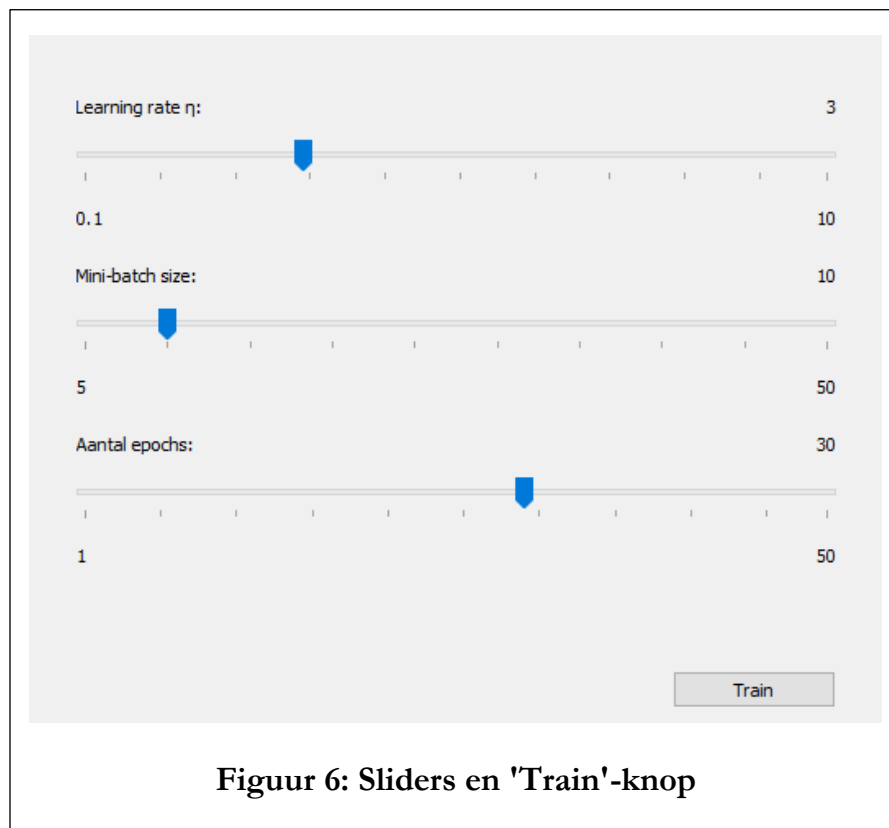 Learning rate η: 3
0.1 10
Mini-batch size: 10
5 50
Aantal epochs: 30
1 50
Train
Figuur 6: Sliders en 'Train'-knop